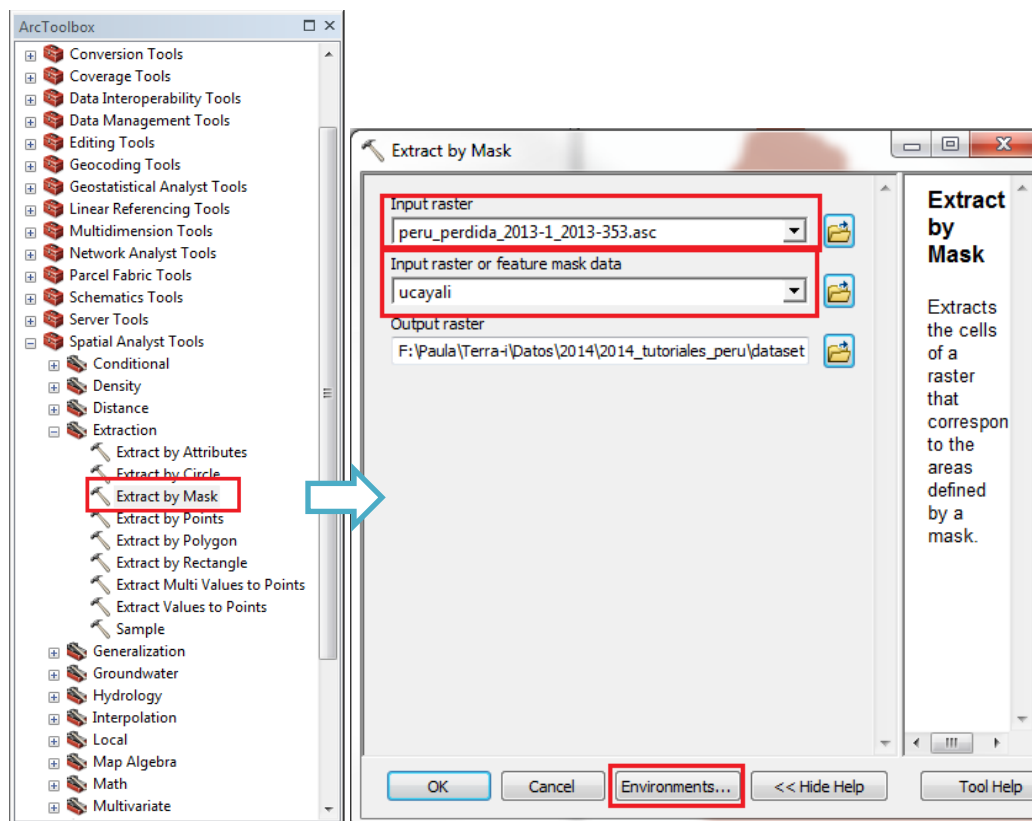 ArcToolbox
Conversion Tools
Coverage Tools
Data Interoperability Tools
Data Management Tools
Editing Tools
Geocoding Tools
Geostatistical Analyst Tools
Linear Referencing Tools
Multidimension Tools
Network Analyst Tools
Parcel Fabric Tools
Schematics Tools
Server Tools
Spatial Analyst Tools
Conditional
Density
Distance
Extraction
Extract by Attributes
Extract by Circle
Extract by Mask
Extract by Points
Extract by Polygon
Extract by Rectangle
Extract Multi Values to Points
Extract Values to Points
Sample
Generalization
Groundwater
Hydrology
Interpolation
Local
Map Algebra
Math
Multivariate
Extract by Mask
Input raster
peru_perdida_2013-1_2013-353.asc
Input raster or feature mask data
ucayali
Output raster
F:\Paula\Terra-i\Datos\2014\2014_tutoriales_peru\dataset
OK
Cancel
Environments...
<< Hide Help
Tool Help
Extract
by
Mask
Extracts
the cells
of a
raster
that
correspon
to the
areas
defined
by a
mask.